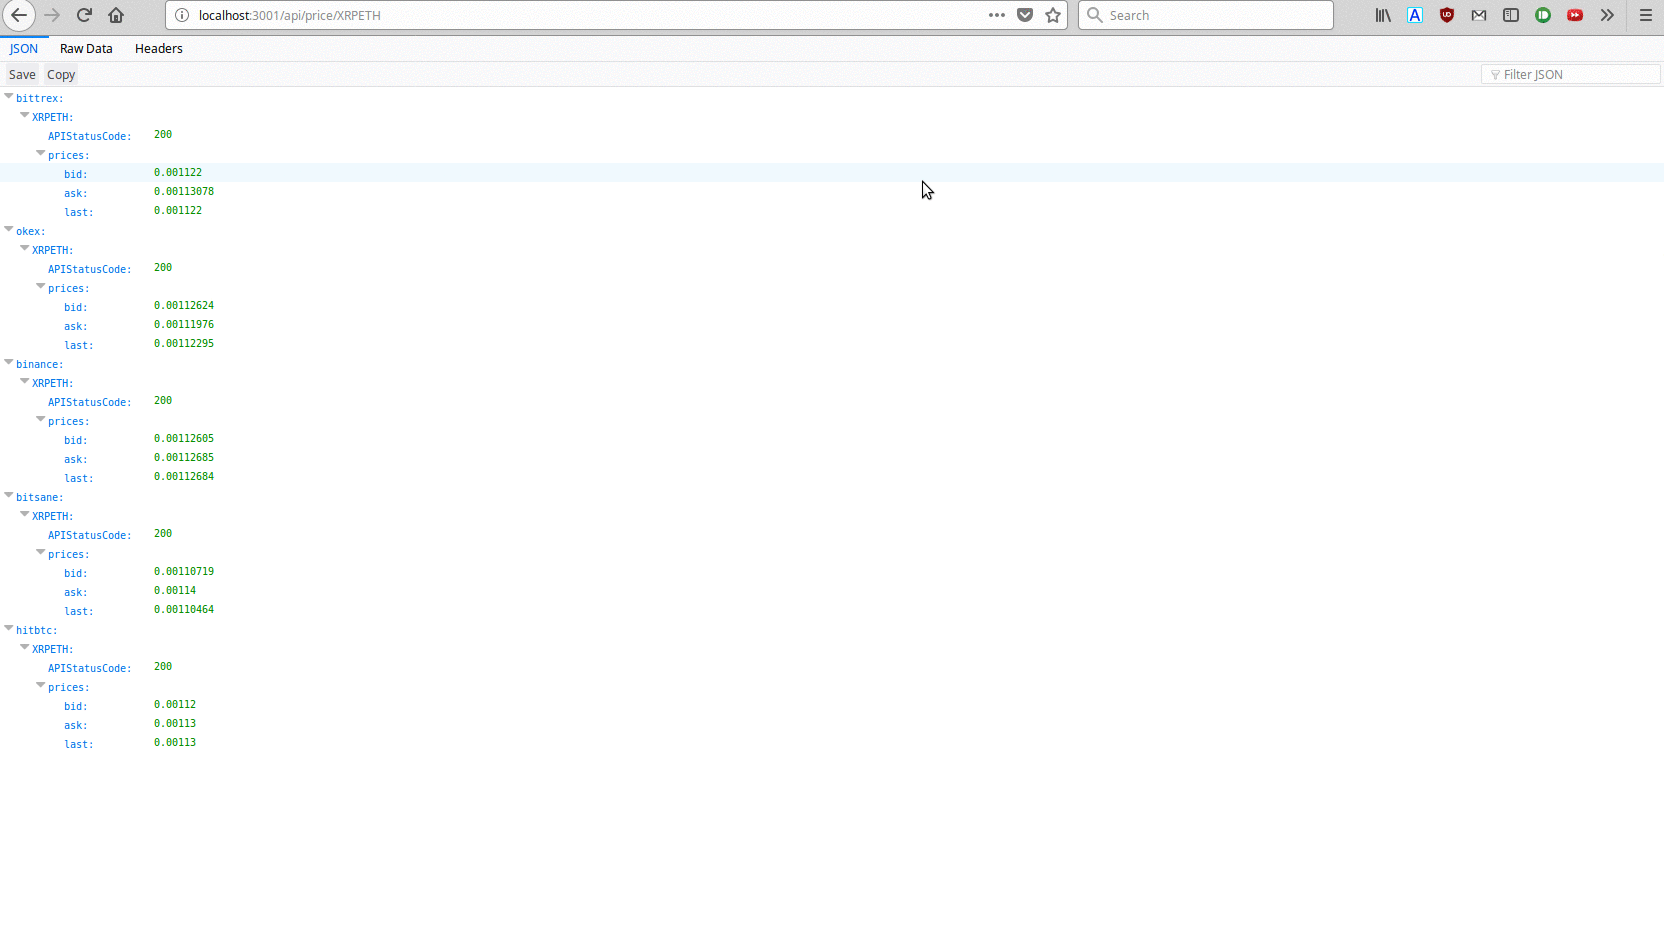 localhost:3001/api/price/XRPETH
Search
JSON Raw Data Headers
Save Copy
Filter JSON
bittrex:
XRPETH:
APIStatusCode: 200
prices:
bid: 0.001122
ask: 0.00113078
last: 0.001122
okex:
XRPETH:
APIStatusCode: 200
prices:
bid: 0.00112624
ask: 0.00111976
last: 0.00112295
binance:
XRPETH:
APIStatusCode: 200
prices:
bid: 0.00112605
ask: 0.00112685
last: 0.00112684
bitsane:
XRPETH:
APIStatusCode: 200
prices:
bid: 0.00110719
ask: 0.00114
last: 0.00110464
hitbtc:
XRPETH:
APIStatusCode: 200
prices:
bid: 0.00112
ask: 0.00113
last: 0.00113